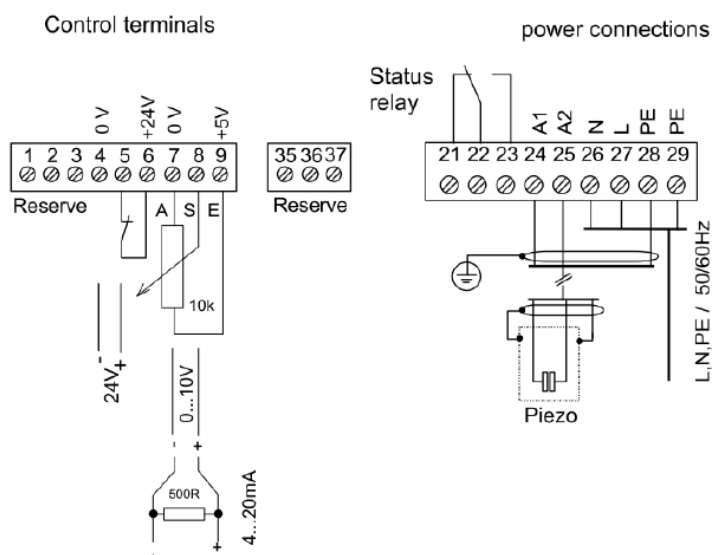 Control terminals
power connections
Status
relay
0 V
+24V
0 V
+5V
A1
A2
N
L
PE
PE
1 2 3 4 5 6 7 8 9
35 36 37
21 22 23 24 25 26 27 28 29
Reserve
A S E
Reserve
10k
- +
24V
0...10V
- +
500R
4...20mA
- +
Piezo
L,N,PE / 50/60Hz